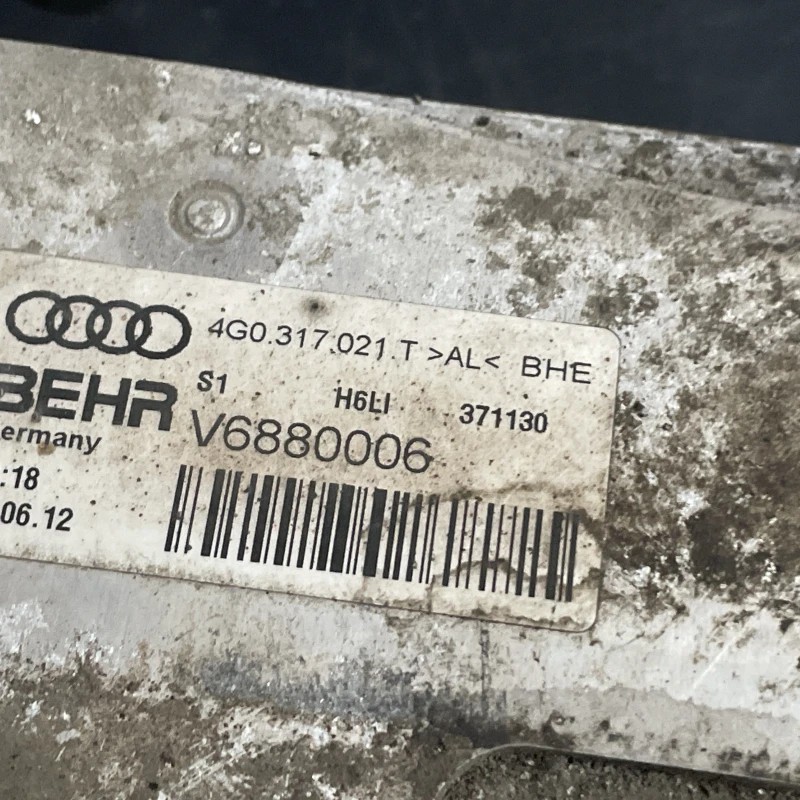 4G0.317.021.T >AL< BHE
BEHR S1 H6LI 371130
ermany V6880006
:18
06.12